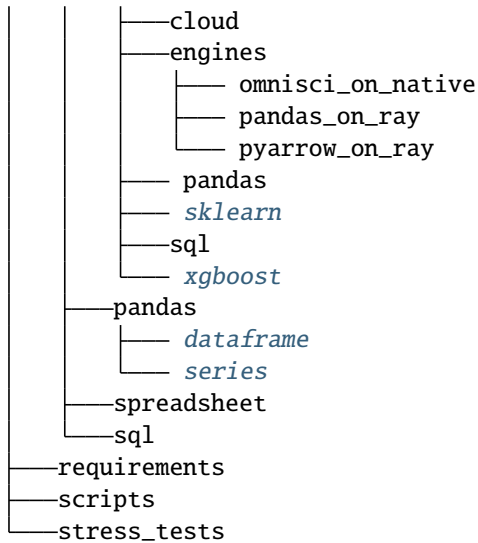 cloud
engines
omnisci_on_native
pandas_on_ray
pyarrow_on_ray
pandas
sklearn
sql
xgboost
pandas
dataframe
series
spreadsheet
sql
requirements
scripts
stress_tests